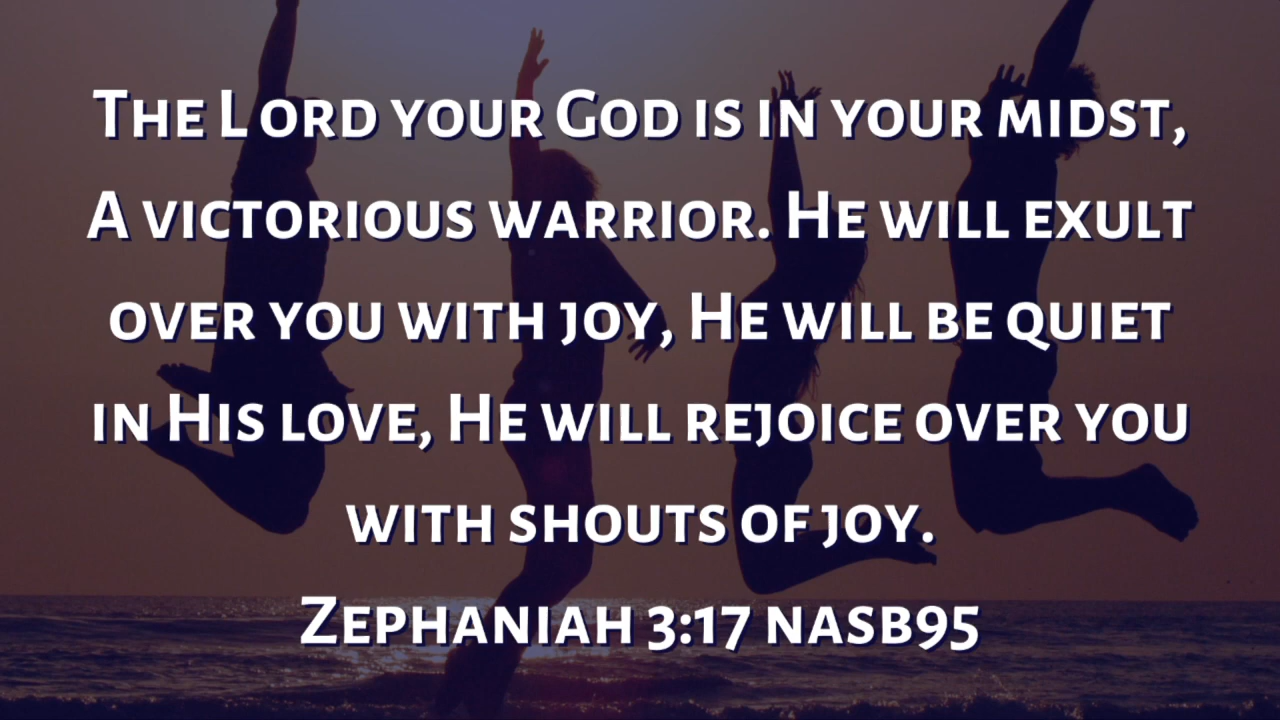 The Lord your God is in your midst,
A victorious warrior. He will exult
over you with joy, He will be quiet
in His love, He will rejoice over you
with shouts of joy.
Zephaniah 3:17 NASB95